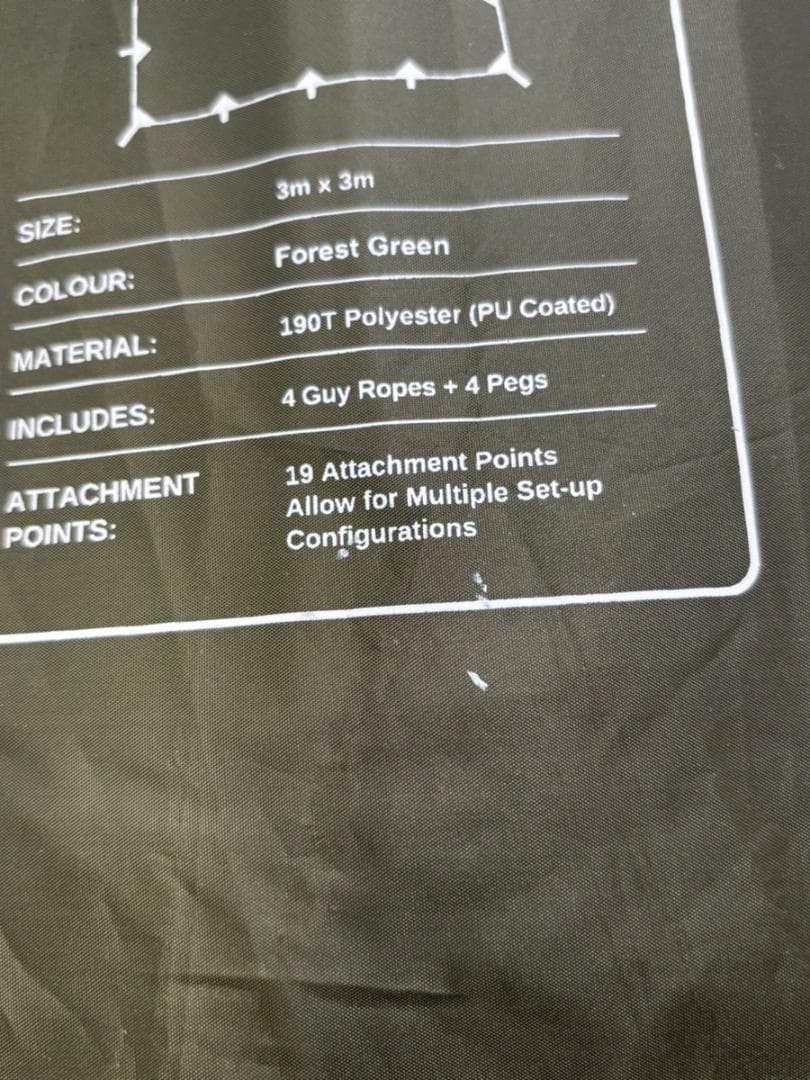 SIZE: 3m x 3m
COLOUR: Forest Green
MATERIAL: 190T Polyester (PU Coated)
INCLUDES: 4 Guy Ropes + 4 Pegs
ATTACHMENT POINTS: 19 Attachment Points
Allow for Multiple Set-up
Configurations